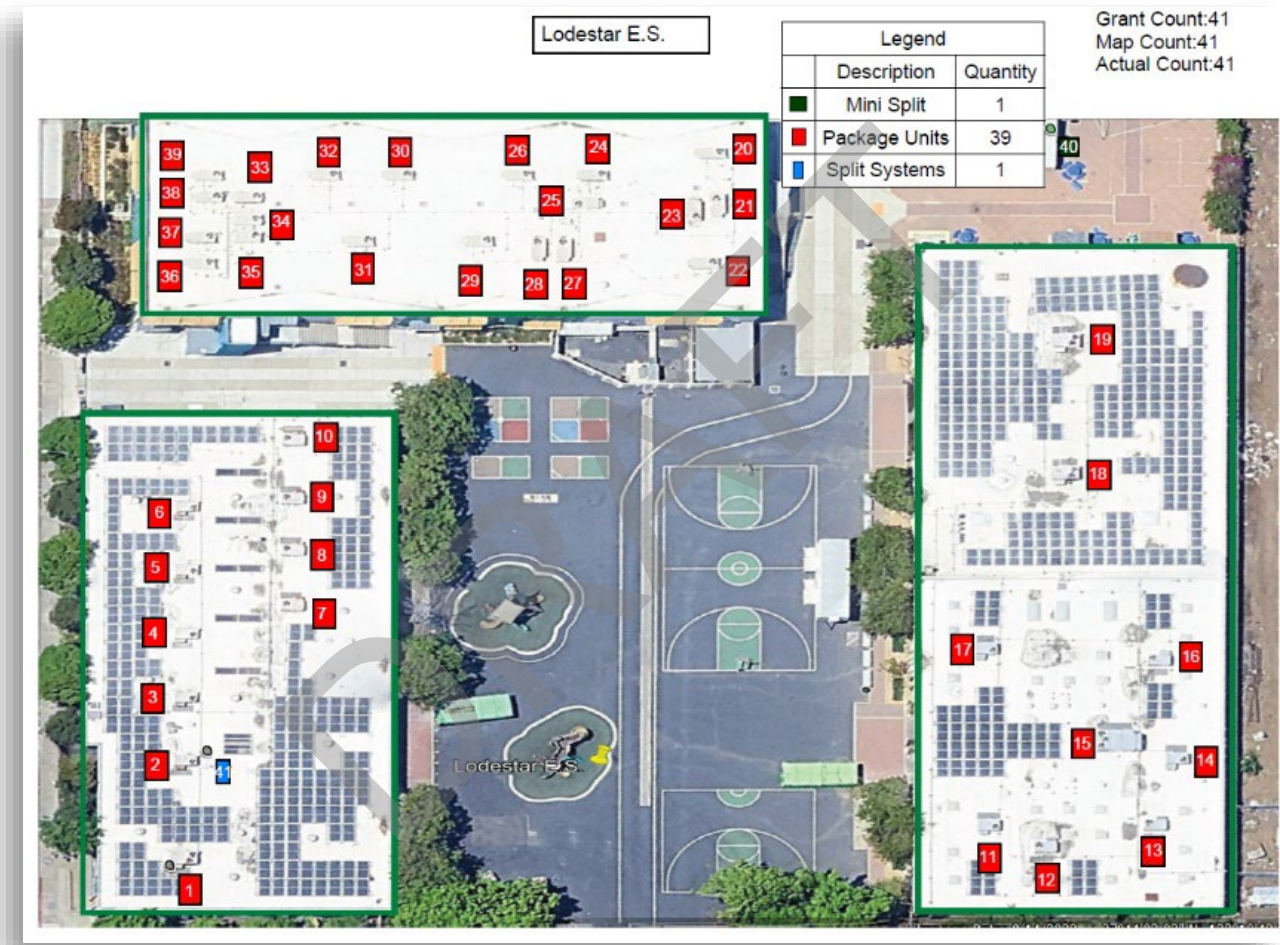 Lodestar E.S.
Grant Count:41
Map Count:41
Actual Count:41
Legend
Description Quantity
Mini Split 1
Package Units 39
Split Systems 1
39 33 32 30 26 24 20 40
38 34 25 23 21
37
36 35 31 29 28 27 22
19
10
18
9
6
8
5
7
4
17 16
3
15
2 41 14
Lodestar E.S.
11 12 13
1
DRAFT